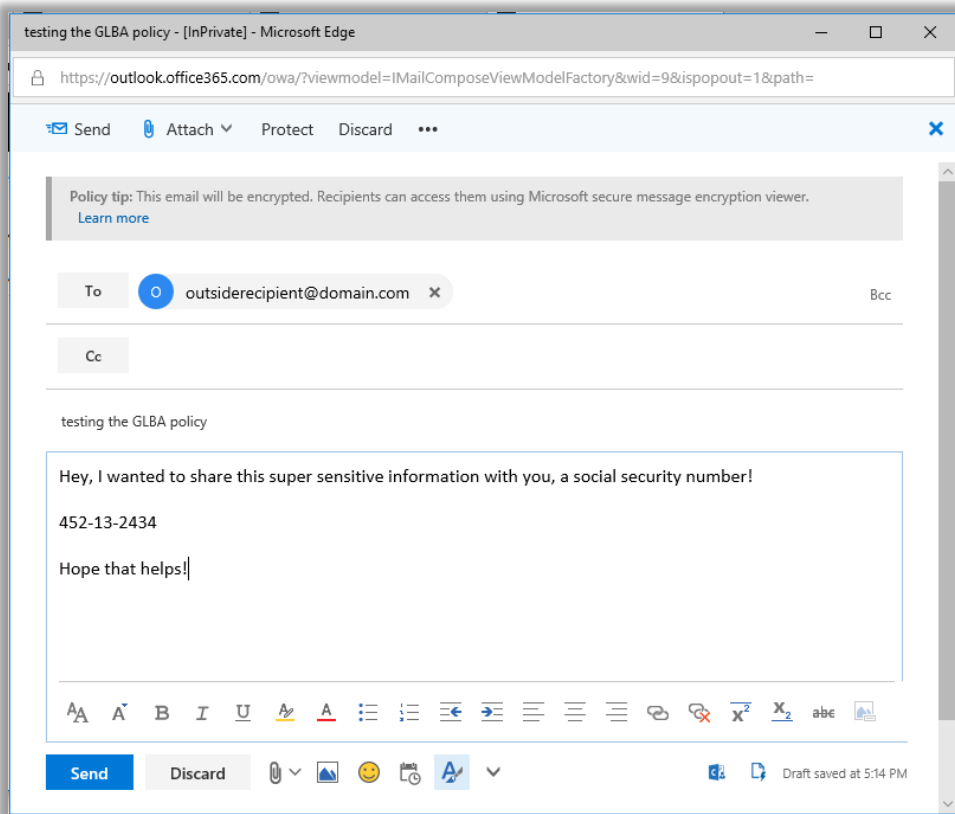 testing the GLBA policy - [InPrivate] - Microsoft Edge
https://outlook.office365.com/owa/?viewmodel=IMailComposeViewModelFactory&wid=9&ispopout=1&path=
Send Attach Protect Discard •••
Policy tip: This email will be encrypted. Recipients can access them using Microsoft secure message encryption viewer.
Learn more
To O outsiderecipient@domain.com Bcc
Cc
testing the GLBA policy
Hey, I wanted to share this super sensitive information with you, a social security number!
452-13-2434
Hope that helps!
AA A B I U A A x² X₂ abc
Send Discard Draft saved at 5:14 PM